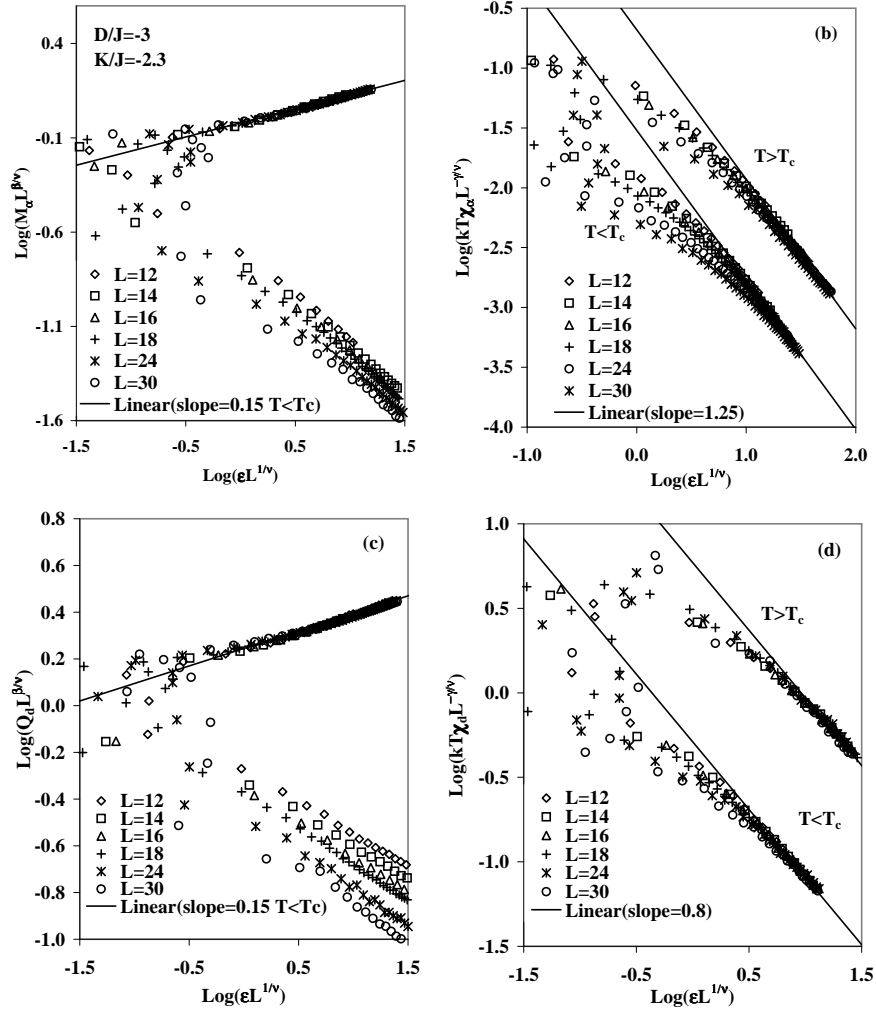 D/J=-3
K/J=-2.3
0.4
-0.1
-0.6
-1.1
-1.6
Log(M_αL^{β/ν})
L=12
L=14
L=16
L=18
L=24
L=30
Linear(slope=0.15 T<Tc)
-1.5
-0.5
0.5
1.5
Log(εL^{1/ν})
(b)
-0.5
-1.0
-1.5
-2.0
-2.5
-3.0
-3.5
-4.0
Log(kTχ_αL^{-γ/ν})
T>T_c
T<T_c
L=12
L=14
L=16
L=18
L=24
L=30
Linear(slope=1.25)
-1.0
0.0
1.0
2.0
Log(εL^{1/ν})
(c)
0.8
0.6
0.4
0.2
0.0
-0.2
-0.4
-0.6
-0.8
-1.0
Log(Q_dL^{β/ν})
L=12
L=14
L=16
L=18
L=24
L=30
Linear(slope=0.15 T<Tc)
-1.5
-0.5
0.5
1.5
Log(εL^{1/ν})
(d)
1.0
0.5
0.0
-0.5
-1.0
-1.5
Log(kTχ_dL^{-γ/ν})
T>T_c
T<T_c
L=12
L=14
L=16
L=18
L=24
L=30
Linear(slope=0.8)
-1.5
-0.5
0.5
1.5
Log(εL^{1/ν})